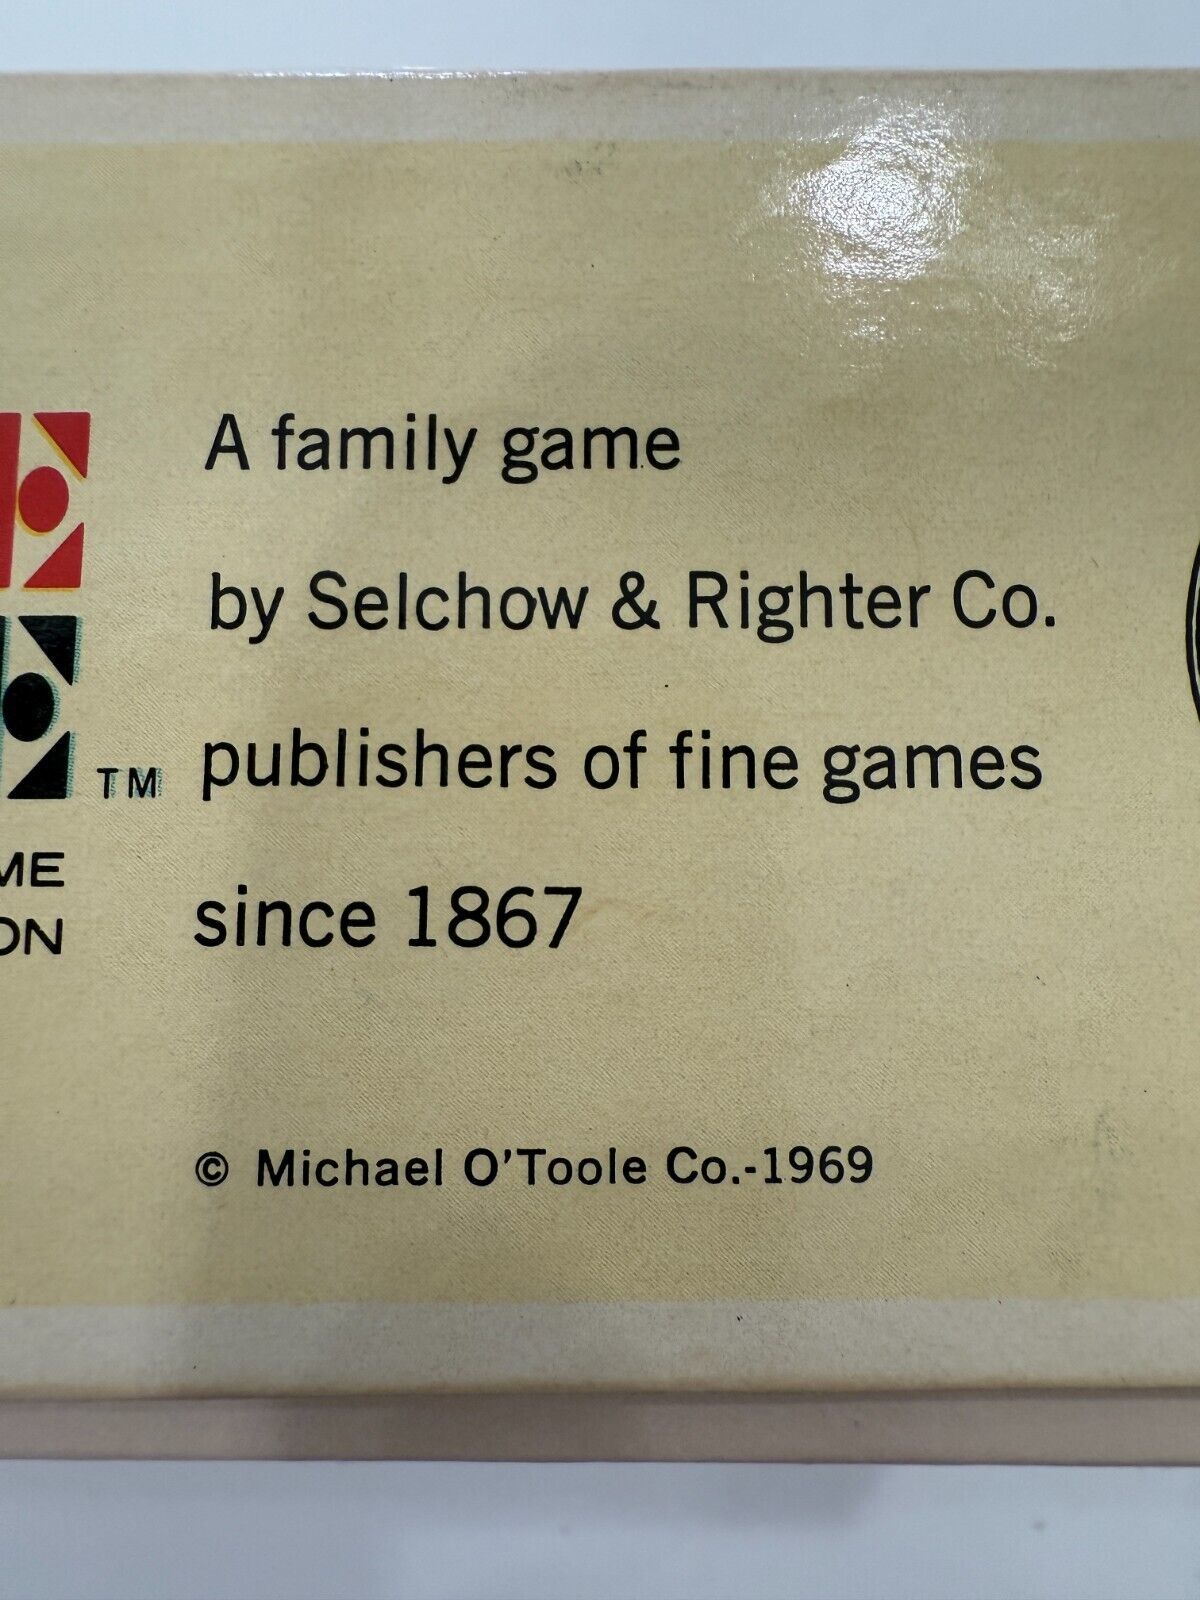 A family game
by Selchow & Righter Co.
TM publishers of fine games
since 1867
© Michael O'Toole Co.-1969